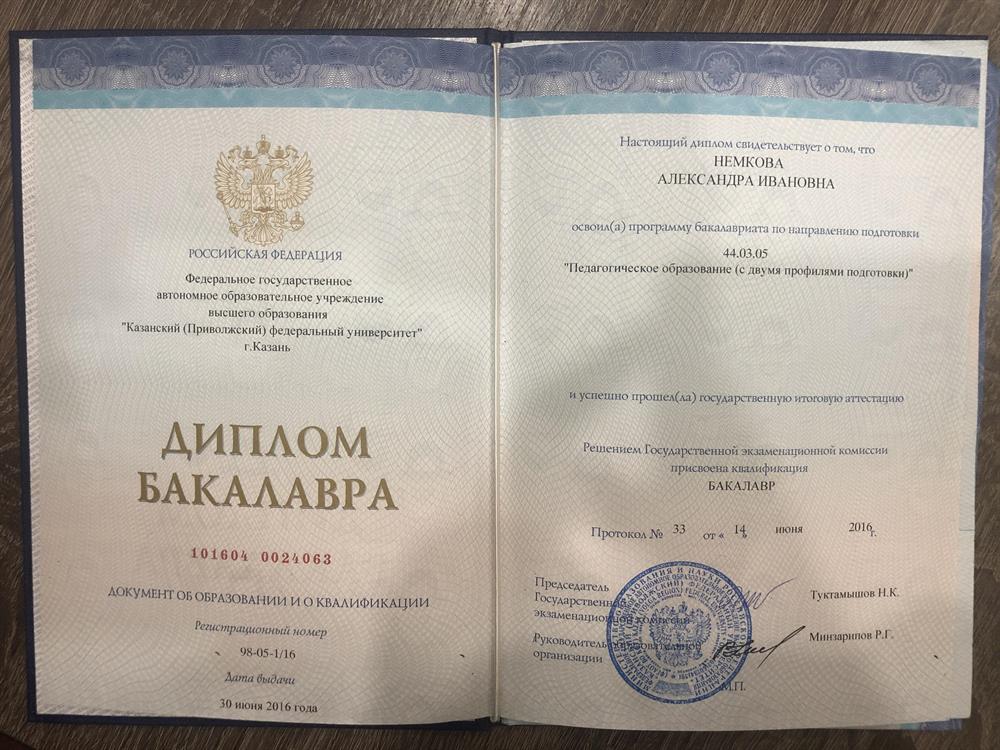 РОССИЙСКАЯ ФЕДЕРАЦИЯ
Федеральное государственное
автономное образовательное учреждение
высшего образования
"Казанский (Приволжский) федеральный университет"
г.Казань
ДИПЛОМ
БАКАЛАВРА
101604 0024063
ДОКУМЕНТ ОБ ОБРАЗОВАНИИ И О КВАЛИФИКАЦИИ
Регистрационный номер
98-05-1/16
Дата выдачи
30 июня 2016 года
Настоящий диплом свидетельствует о том, что
НЕМКОВА
АЛЕКСАНДРА ИВАНОВНА
освоил(а) программу бакалавриата по направлению подготовки
44.03.05
"Педагогическое образование (с двумя профилями подготовки)"
и успешно прошел(ла) государственную итоговую аттестацию
Решением Государственной экзаменационной комиссии
присвоена квалификация
БАКАЛАВР
Протокол № 33 от « 14 » июня 2016 г.
Председатель
Государственной
экзаменационной комиссии
Туктамышов Н.К.
Руководитель образовательной
организации
Минзарипов Р.Г.
М.П.